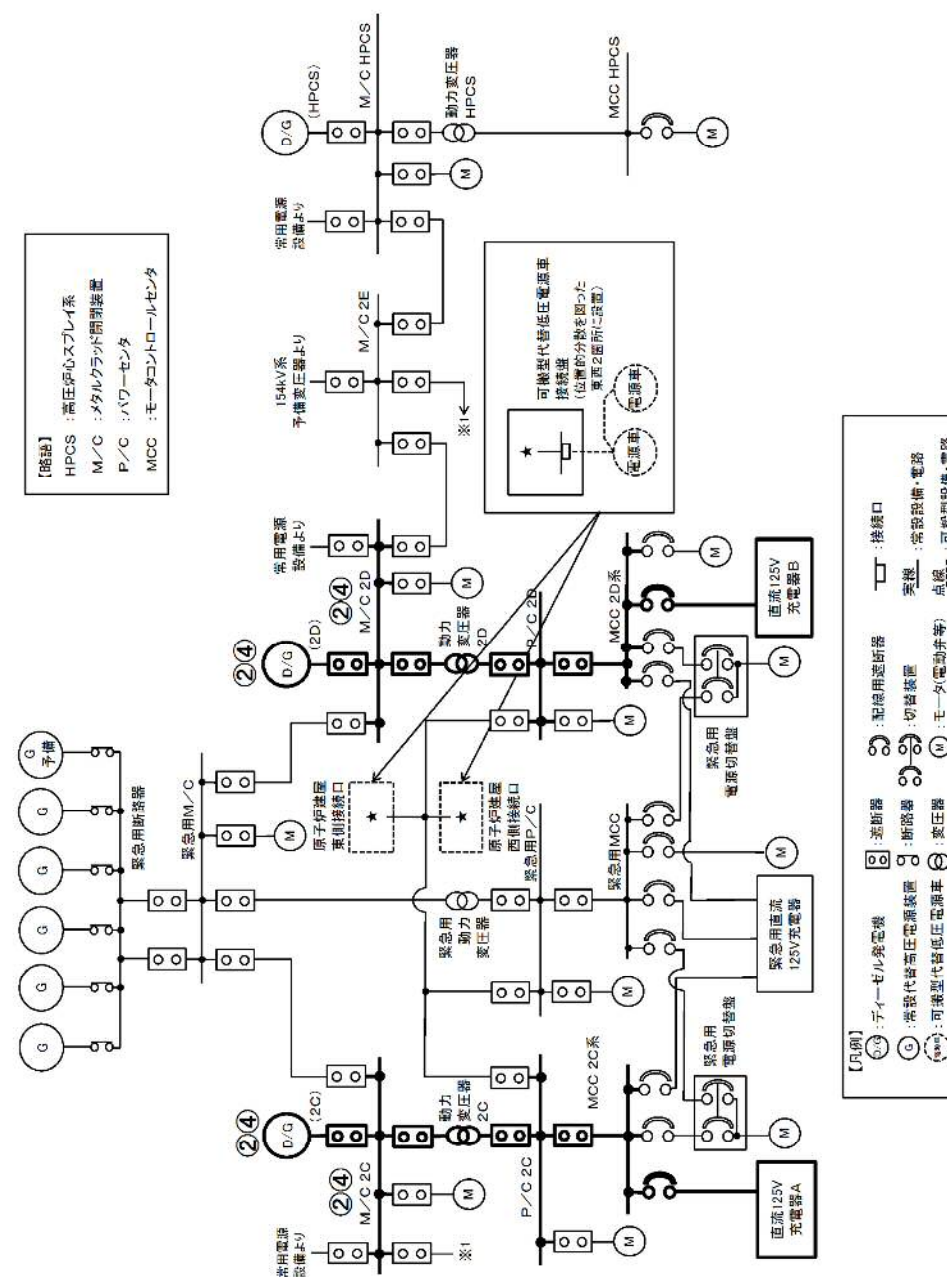 【略語】
HPCS :高圧炉心スプレイ系
M/C :メタルクラッド開閉装置
P/C :パワーセンタ
MCC :モータコントロールセンタ
D/G
(HPCS)
M/C HPCS
動力変圧器
HPCS
MCC HPCS
M
M
常用電源
設備より
154kV系
予備変圧器より
M/C 2E
※1
可搬型代替低圧電源車
接続盤
(位置的分散を図った
東西2箇所に設置)
★
電源車
電源車
常用電源
設備より
②④
D/G
(2D)
②④
M/C 2D
M
動力
変圧器
2D
P/C 2D
M
MCC 2D系
M
直流125V
充電器B
緊急用
電源切替盤
M
G
予備
G
G
G
G
G
緊急用断路器
緊急用M/C
M
原子炉建屋
東側接続口
★
原子炉建屋
西側接続口
★
緊急用
動力
変圧器
緊急用P/C
M
緊急用MCC
M
緊急用直流
125V充電器
②④
D/G
(2C)
②④
M/C 2C
M
常用電源
設備より
※1
動力
変圧器
2C
P/C 2C
M
MCC 2C系
緊急用
電源切替盤
M
直流125V
充電器A
【凡例】
D/G :ディーゼル発電機
G :常設代替高圧電源装置
電源車 :可搬型代替低圧電源車
:遮断器
:断路器
:変圧器
:配線用遮断器
:切替装置
M :モータ(電動弁等)
:接続口
実線 :常設設備・電路
点線 :可搬型設備・電路